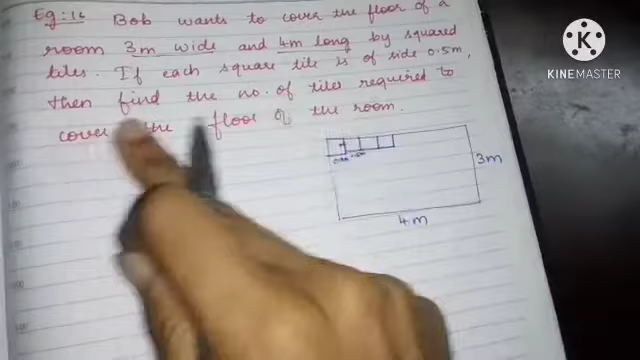 Eg:16 Bob wants to cover the floor of a
room 3m wide and 4m long by squared
tiles. If each square tile is of side 0.5m,
then find the no. of tiles required to
cover the floor of the room.
3m
4m
KINEMASTER